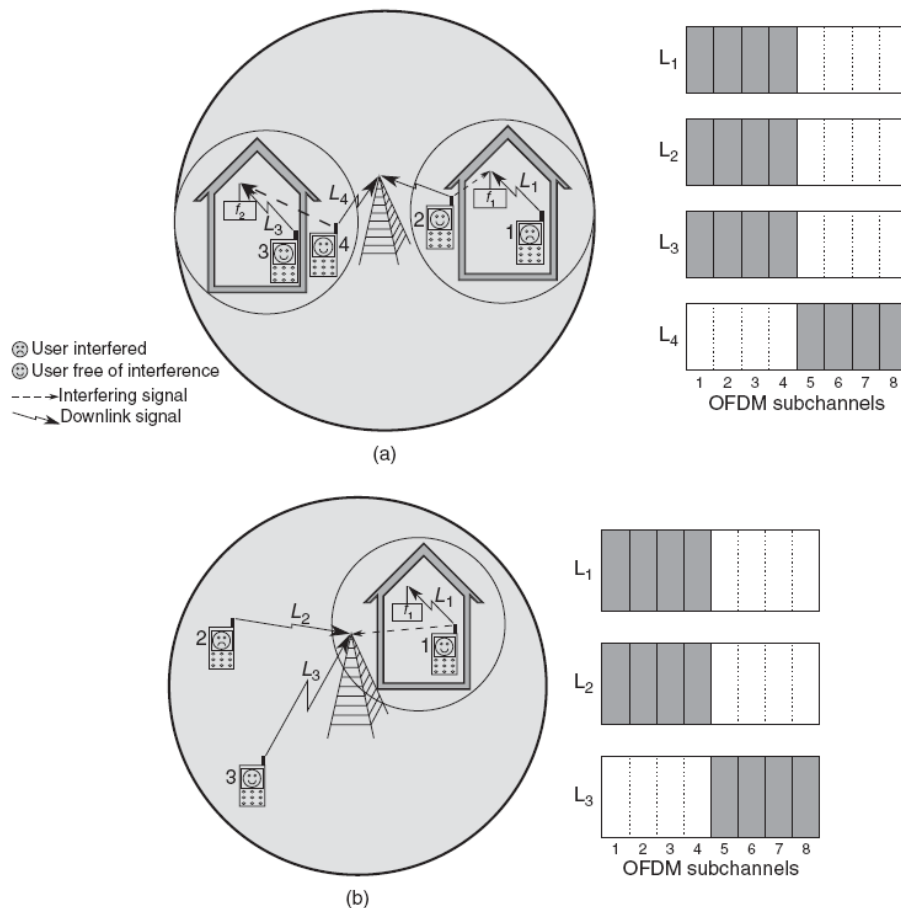 L1
L2
L3
L4
1 2 3 4 5 6 7 8
OFDM subchannels
f2
L3
3
4
L4
2
f1
L1
1
User interfered
User free of interference
Interfering signal
Downlink signal
(a)
2
L2
L3
3
f1
L1
1
L1
L2
L3
1 2 3 4 5 6 7 8
OFDM subchannels
(b)